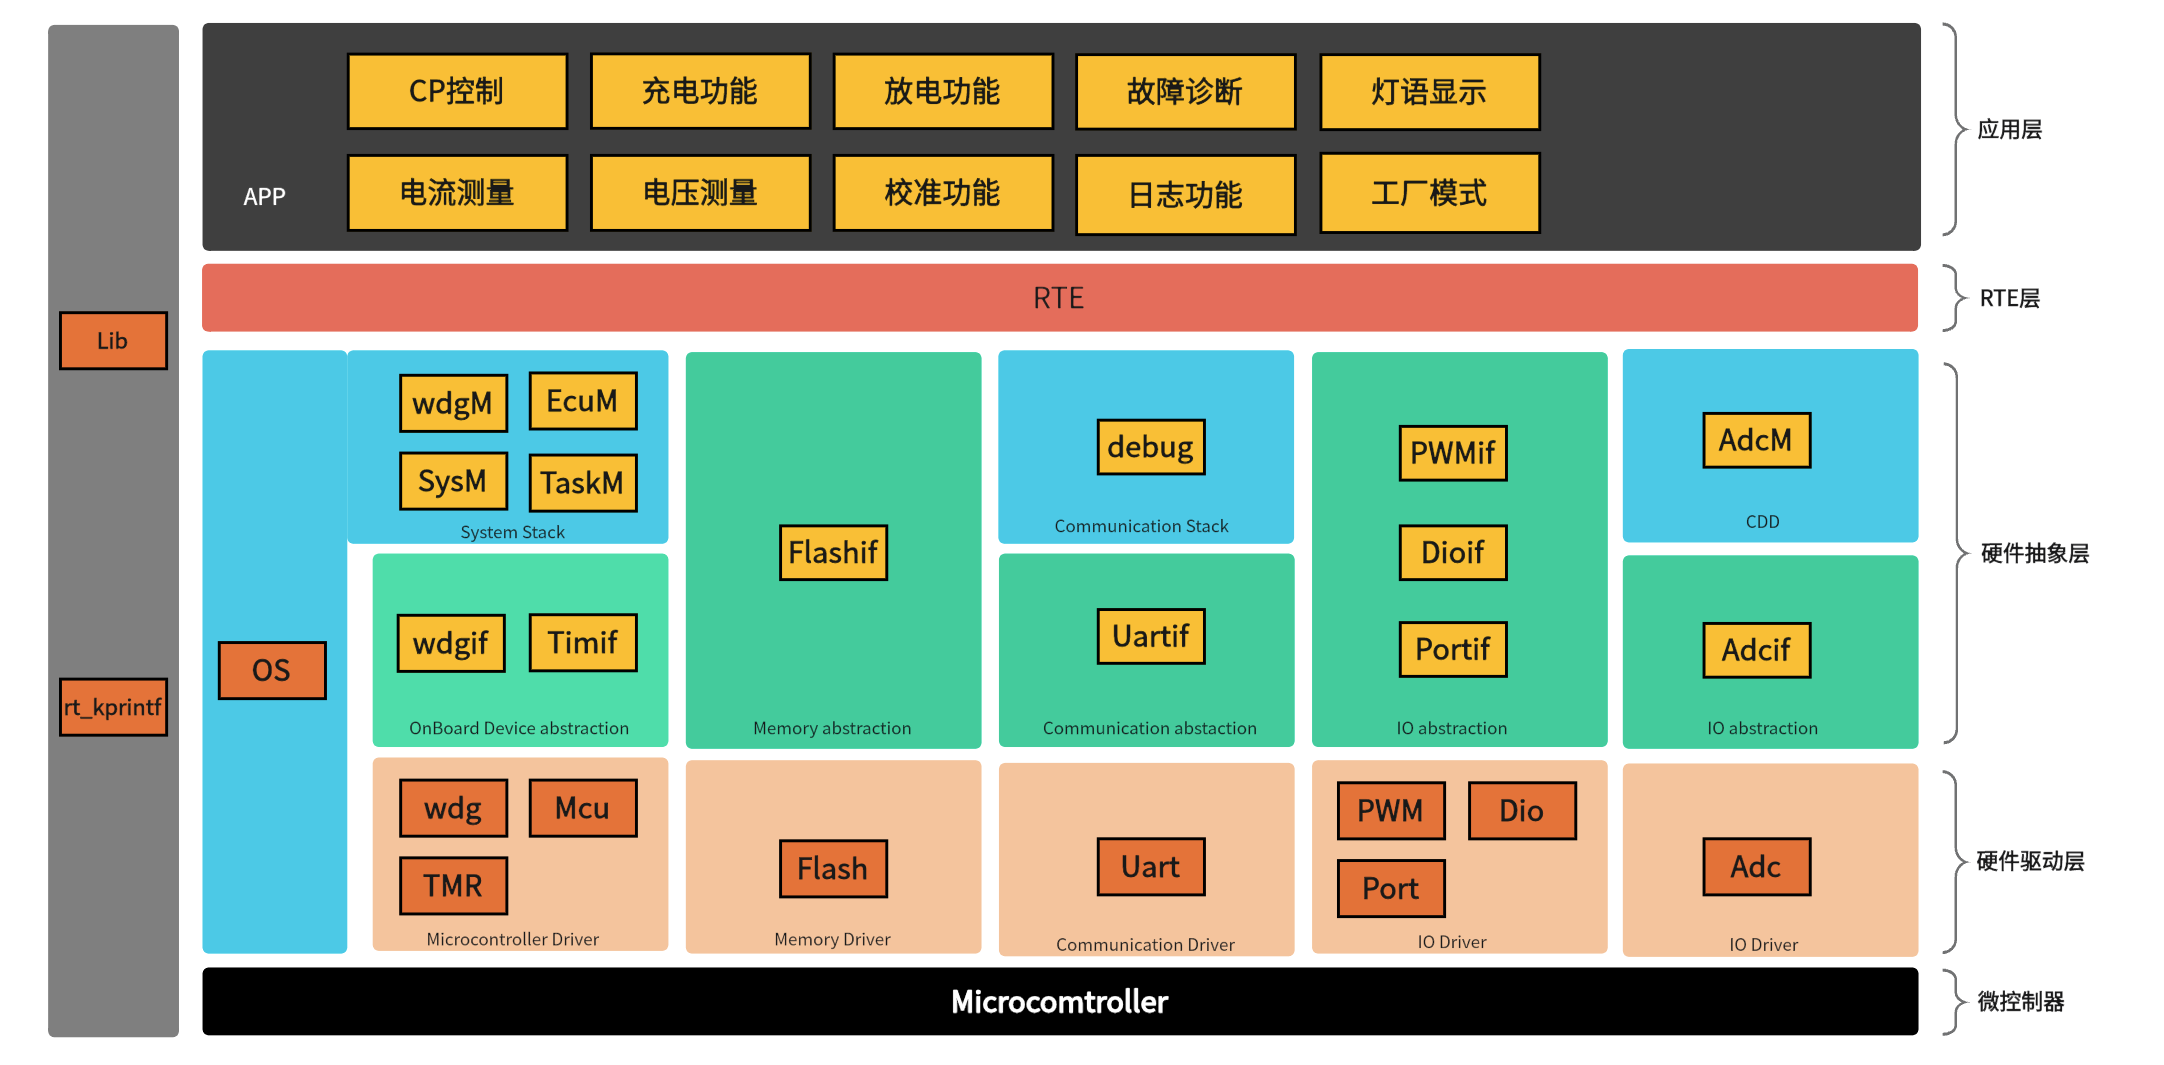 CP控制
充电功能
放电功能
故障诊断
灯语显示
应用层
APP
电流测量
电压测量
校准功能
日志功能
工厂模式
RTE
RTE层
Lib
rt_kprintf
OS
wdgM
EcuM
SysM
TaskM
System Stack
wdgif
Timif
OnBoard Device abstraction
Flashif
Memory abstraction
debug
Communication Stack
Uartif
Communication abstaction
PWMif
Dioif
Portif
IO abstraction
AdcM
CDD
Adcif
IO abstraction
硬件抽象层
wdg
Mcu
TMR
Microcontroller Driver
Flash
Memory Driver
Uart
Communication Driver
PWM
Dio
Port
IO Driver
Adc
IO Driver
硬件驱动层
Microcomtroller
微控制器